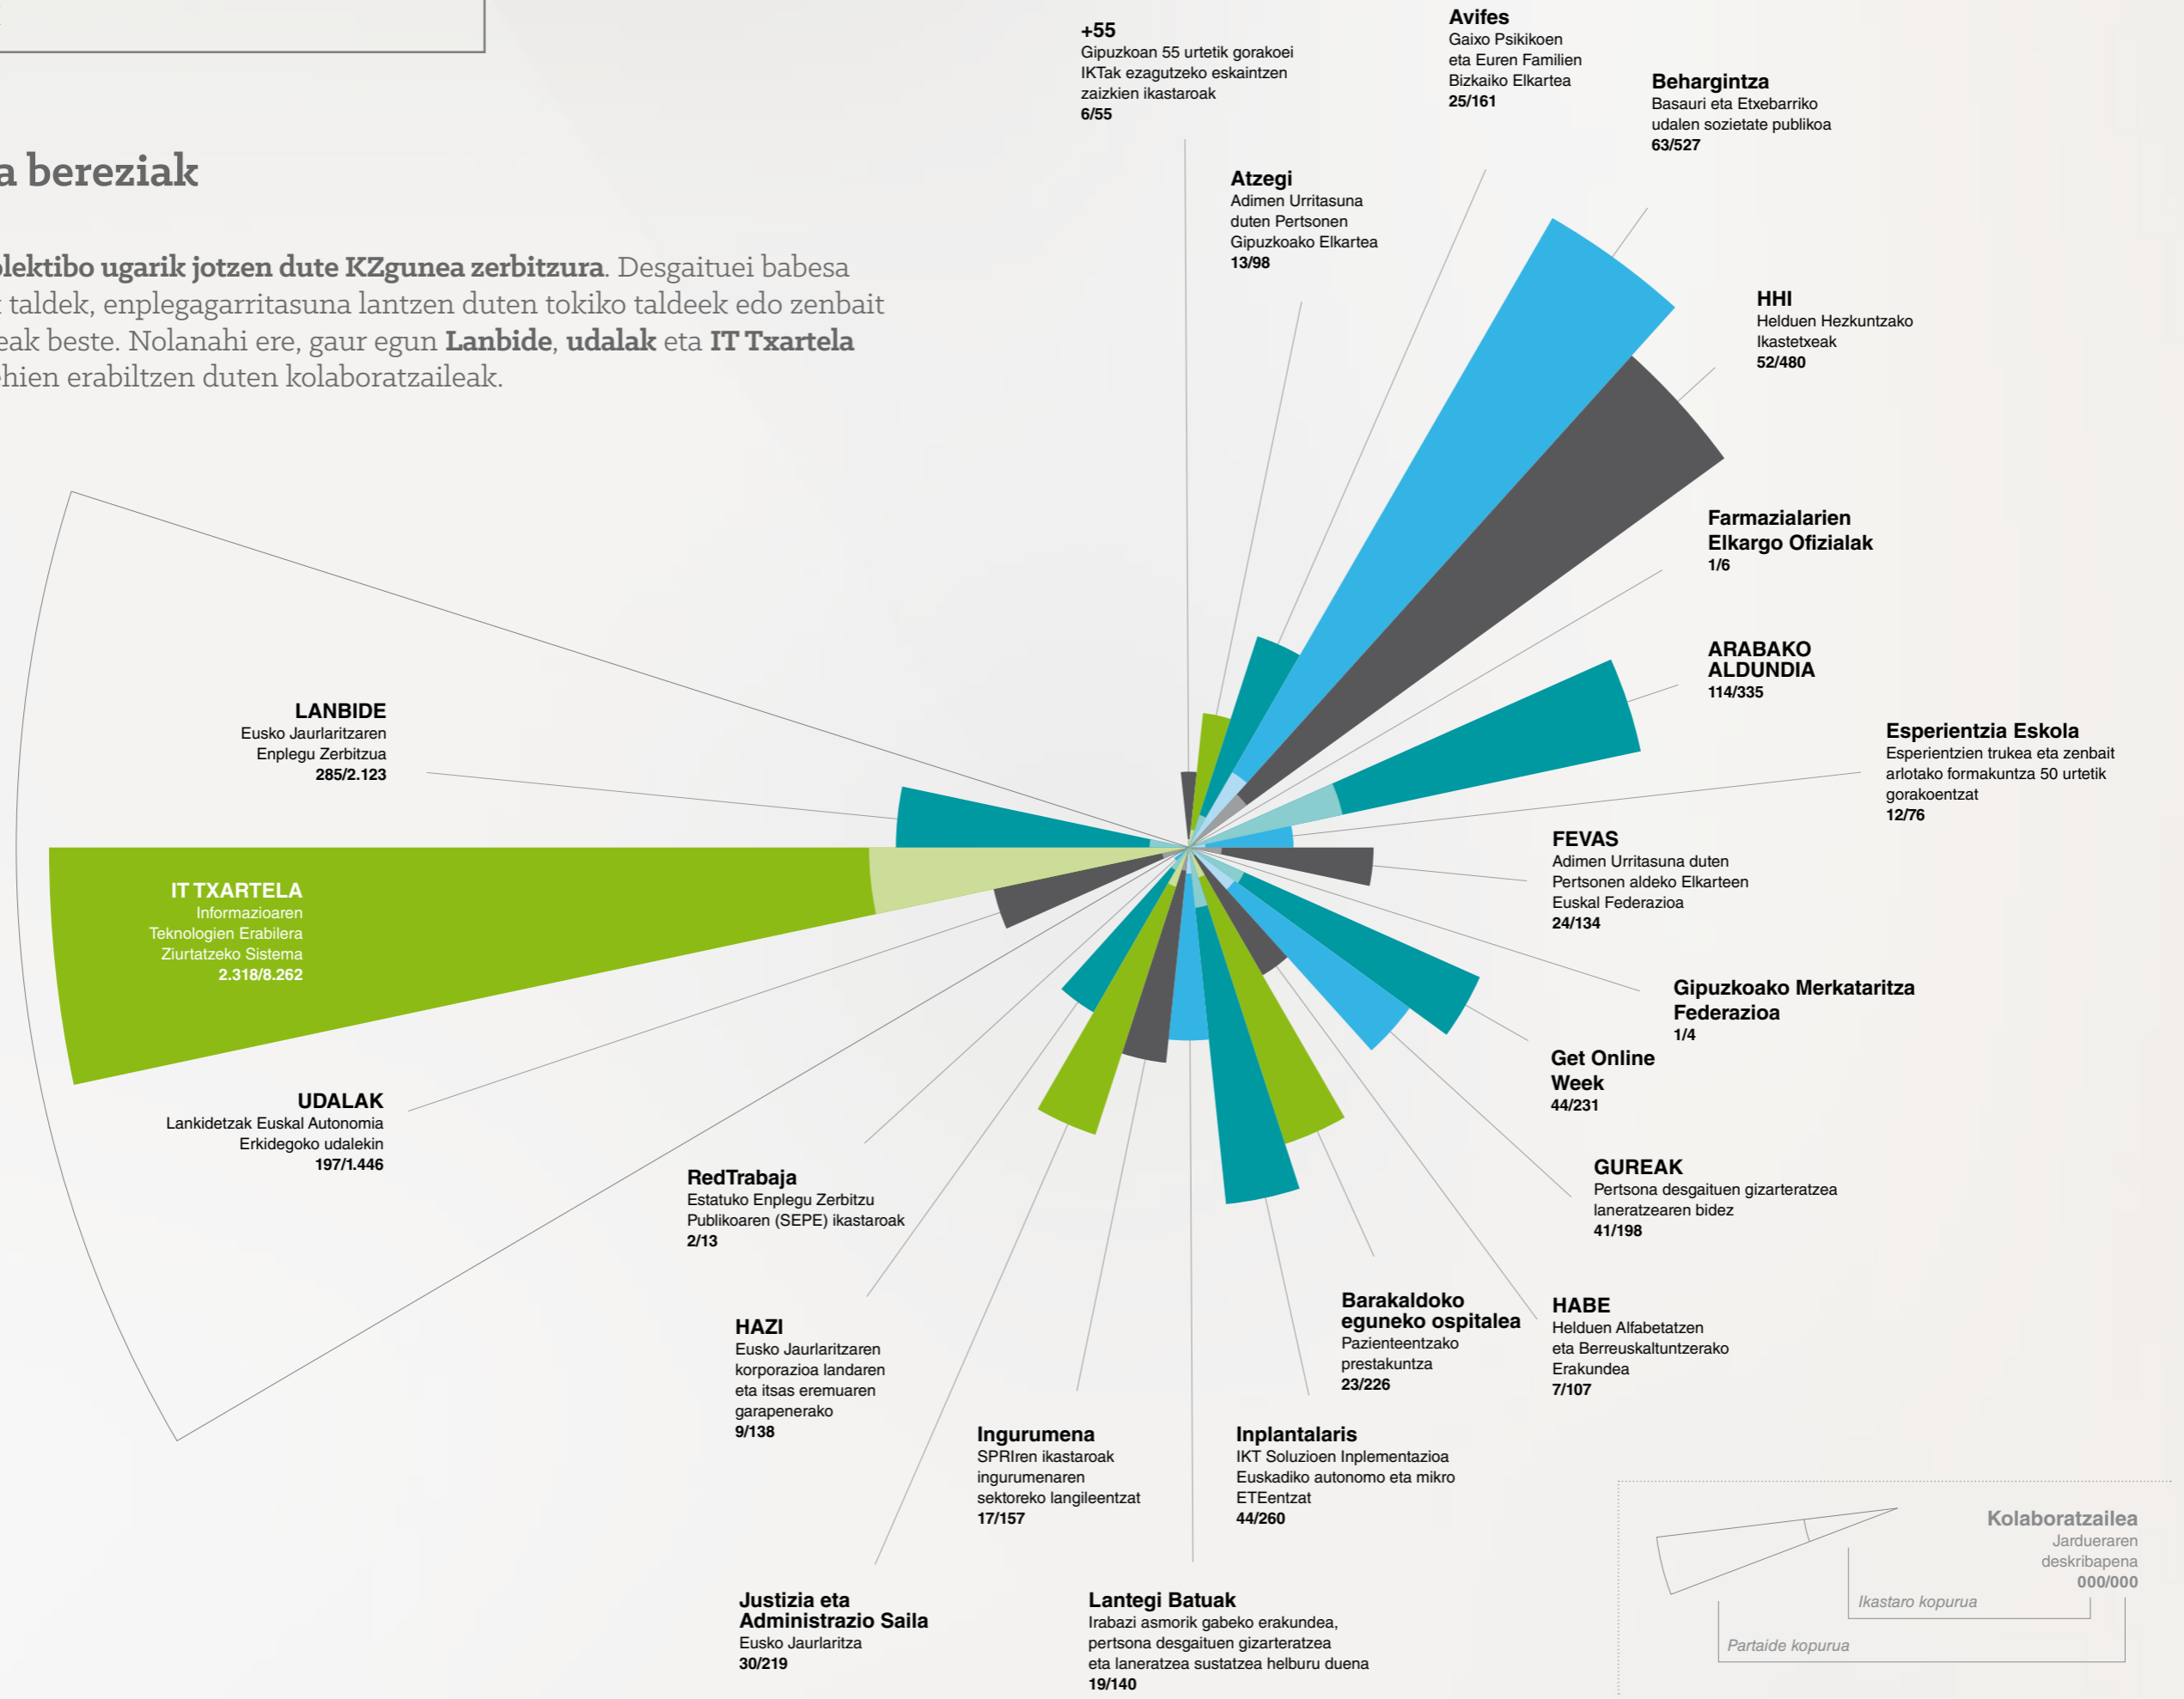 a bereziak
ektibo ugarik jotzen dute KZgunea zerbitzura. Desgaituei babesa
taldek, enplegagarritasuna lantzen duten tokiko taldeek edo zenbait
eak beste. Nolanahi ere, gaur egun Lanbide, udalak eta IT Txartela
ehien erabiltzen duten kolaboratzaileak.
+55
Gipuzkoan 55 urtetik gorakoei
IKTak ezagutzeko eskaintzen
zaizkien ikastaroak
6/55
Atzegi
Adimen Urritasuna
duten Pertsonen
Gipuzkoako Elkartea
13/98
Avifes
Gaixo Psikikoen
eta Euren Familien
Bizkaiko Elkartea
25/161
Behargintza
Basauri eta Etxebarriko
udalen sozietate publikoa
63/527
HHI
Helduen Hezkuntzako
Ikastetxeak
52/480
Farmazialarien
Elkargo Ofizialak
1/6
ARABAKO
ALDUNDIA
114/335
Esperientzia Eskola
Esperientzien trukea eta zenbait
arlotako formakuntza 50 urtetik
gorakoentzat
12/76
FEVAS
Adimen Urritasuna duten
Pertsonen aldeko Elkarteen
Euskal Federazioa
24/134
Gipuzkoako Merkataritza
Federazioa
1/4
Get Online
Week
44/231
GUREAK
Pertsona desgaituen gizarteratzea
laneratzearen bidez
41/198
HABE
Helduen Alfabetatzen
eta Berreuskaltuntzerako
Erakundea
7/107
Barakaldoko
eguneko ospitalea
Pazienteentzako
prestakuntza
23/226
Inplantalaris
IKT Soluzioen Inplementazioa
Euskadiko autonomo eta mikro
ETEentzat
44/260
Lantegi Batuak
Irabazi asmorik gabeko erakundea,
pertsona desgaituen gizarteratzea
eta laneratzea sustatzea helburu duena
19/140
Ingurumena
SPRIren ikastaroak
ingurumenaren
sektoreko langileentzat
17/157
Justizia eta
Administrazio Saila
Eusko Jaurlaritza
30/219
HAZI
Eusko Jaurlaritzaren
korporazioa landaren
eta itsas eremuaren
garapenerako
9/138
RedTrabaja
Estatuko Enplegu Zerbitzu
Publikoaren (SEPE) ikastaroak
2/13
UDALAK
Lankidetzak Euskal Autonomia
Erkidegoko udalekin
197/1.446
IT TXARTELA
Informazioaren
Teknologien Erabilera
Ziurtatzeko Sistema
2.318/8.262
LANBIDE
Eusko Jaurlaritzaren
Enplegu Zerbitzua
285/2.123
Kolaboratzailea
Jardueraren
deskribapena
000/000
Ikastaro kopurua
Partaide kopurua